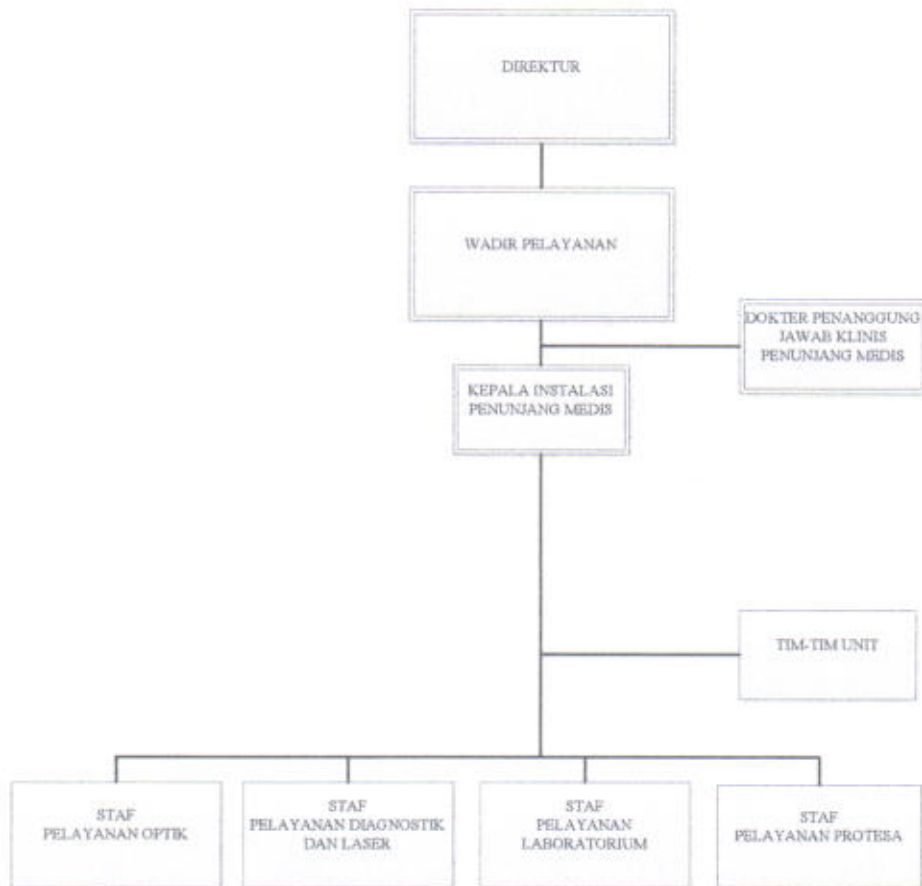 DIREKTUR
WADIR PELAYANAN
DOKTER PENANGGUNG
JAWAB KLINIS
PENUNJANG MEDIS
KEPALA INSTALASI
PENUNJANG MEDIS
TIM-TIM UNIT
STAF
PELAYANAN OPTIK
STAF
PELAYANAN DIAGNOSTIK
DAN LASER
STAF
PELAYANAN
LABORATORIUM
STAF
PELAYANAN PROTESA